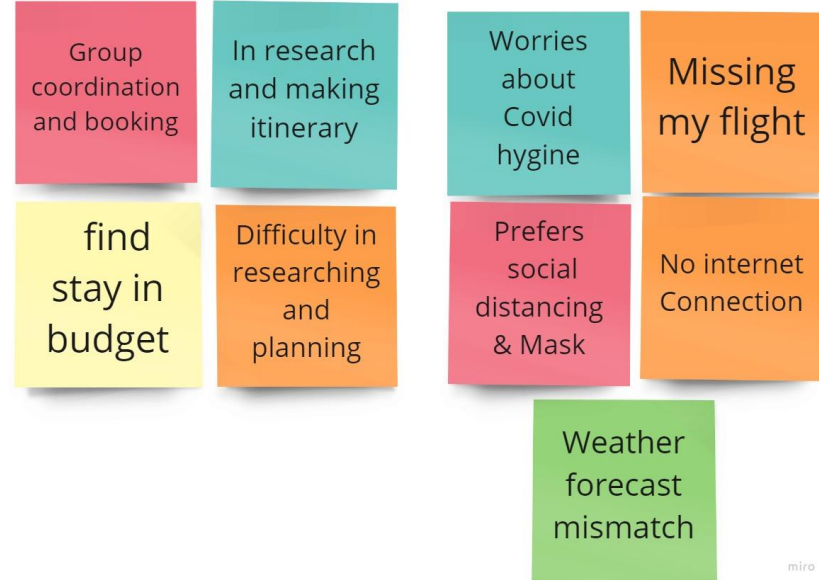 Group
coordination
and booking
In research
and making
itinerary
find
stay in
budget
Difficulty in
researching
and
planning
Worries
about
Covid
hygine
Missing
my flight
Prefers
social
distancing
& Mask
No internet
Connection
Weather
forecast
mismatch
miro